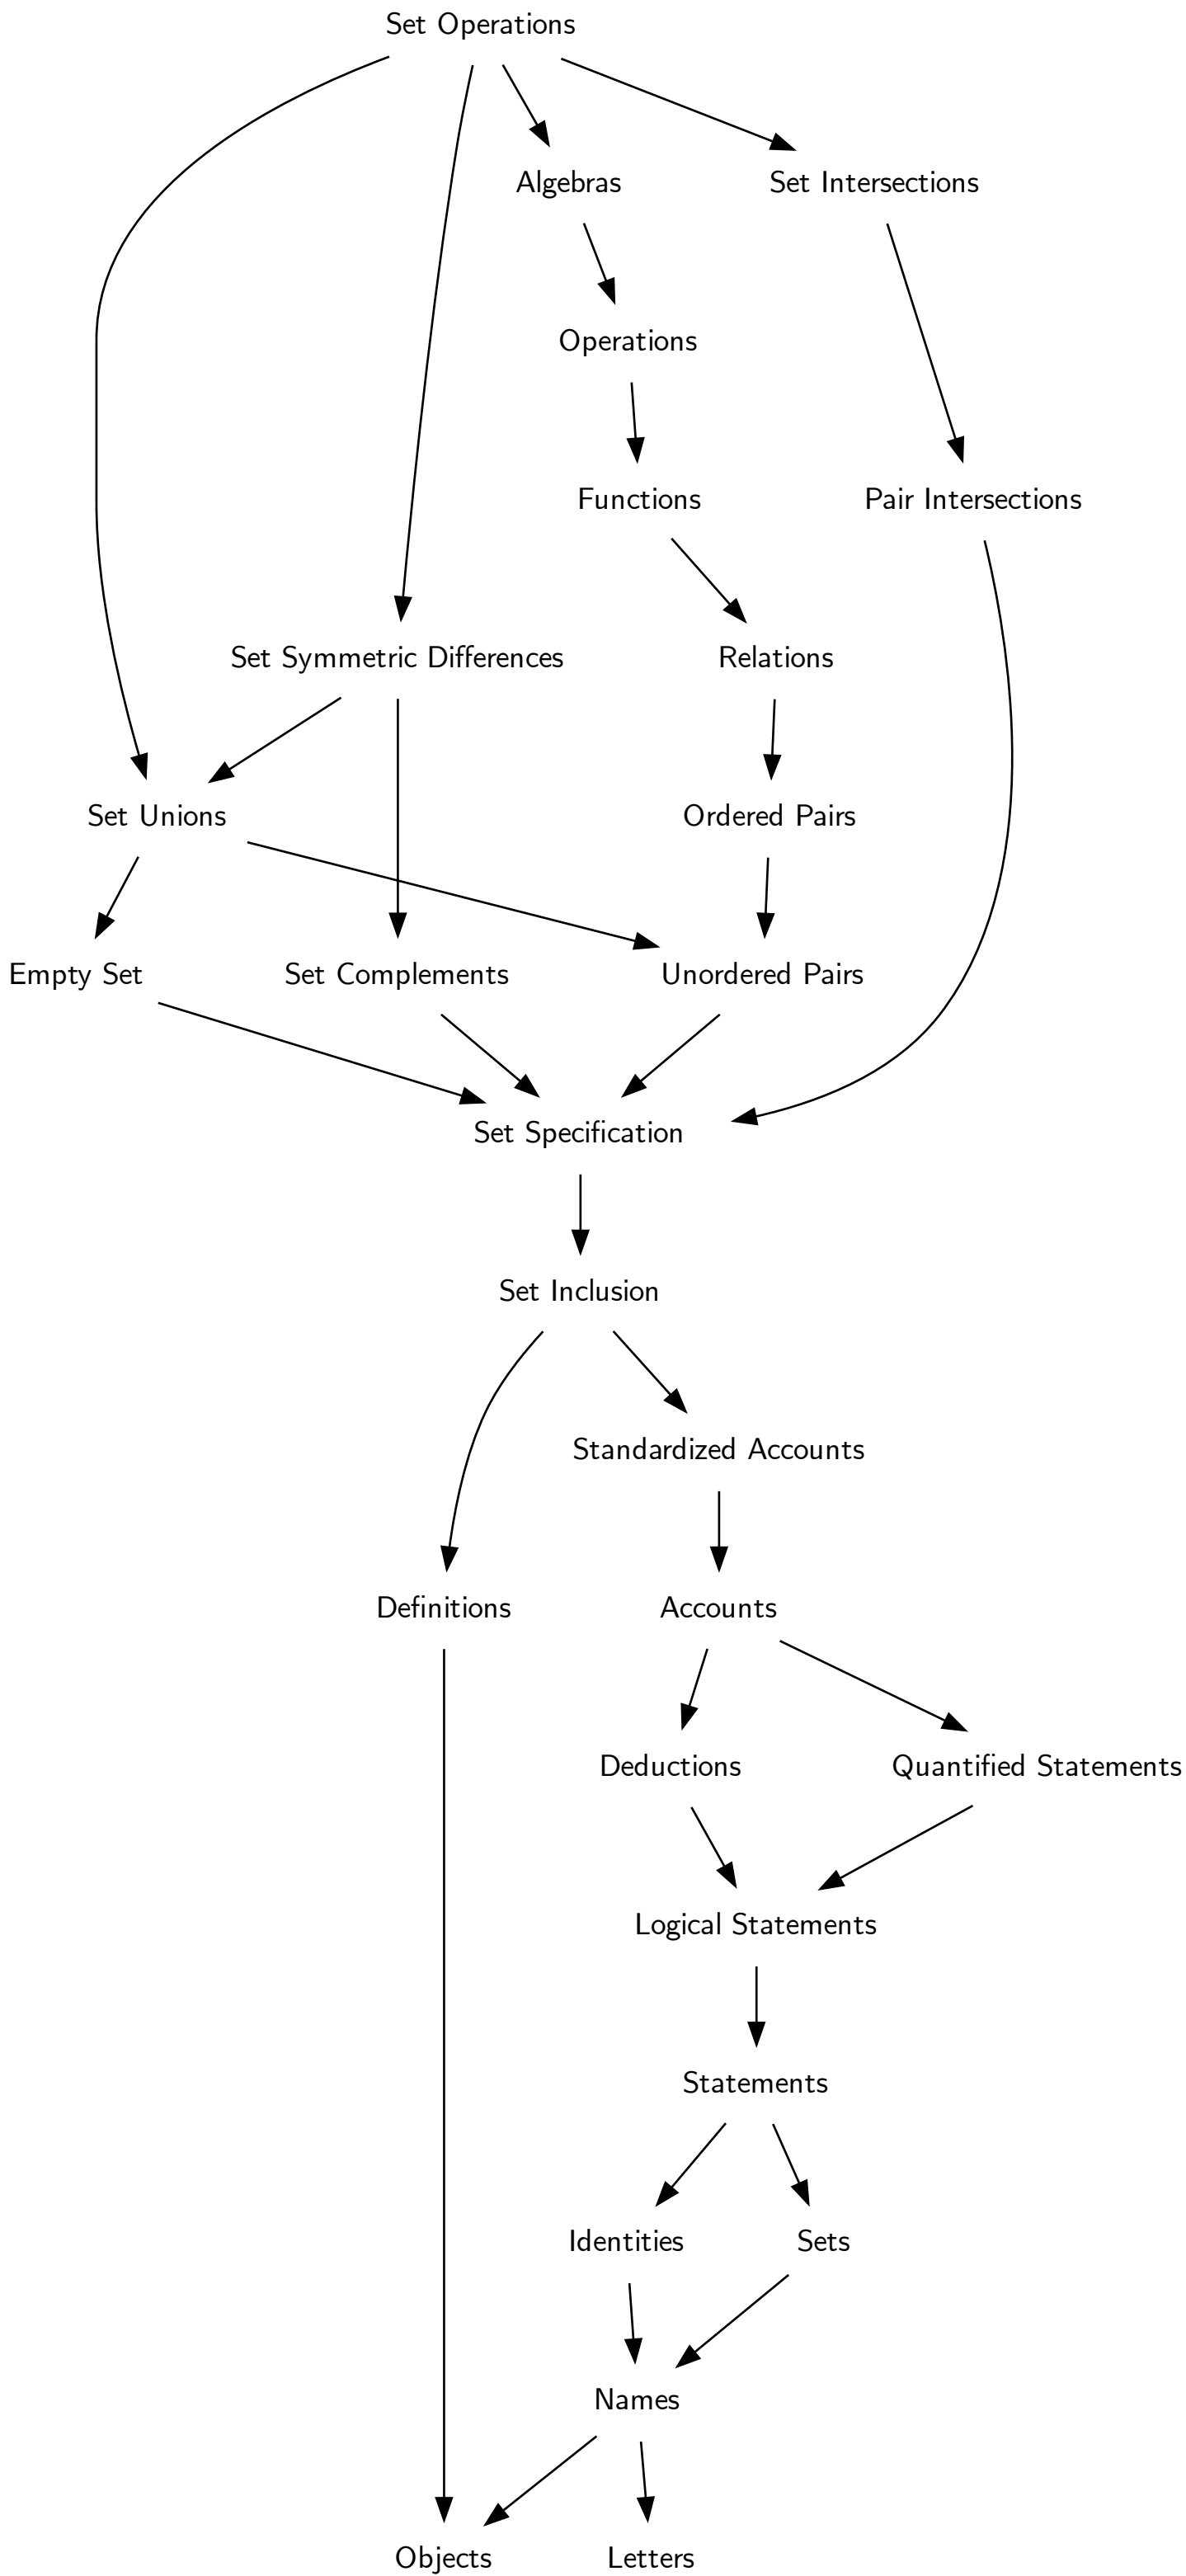 Set Operations
Algebras
Set Intersections
Operations
Functions
Pair Intersections
Set Symmetric Differences
Relations
Set Unions
Ordered Pairs
Empty Set
Set Complements
Unordered Pairs
Set Specification
Set Inclusion
Standardized Accounts
Definitions
Accounts
Deductions
Quantified Statements
Logical Statements
Statements
Identities
Sets
Names
Objects
Letters